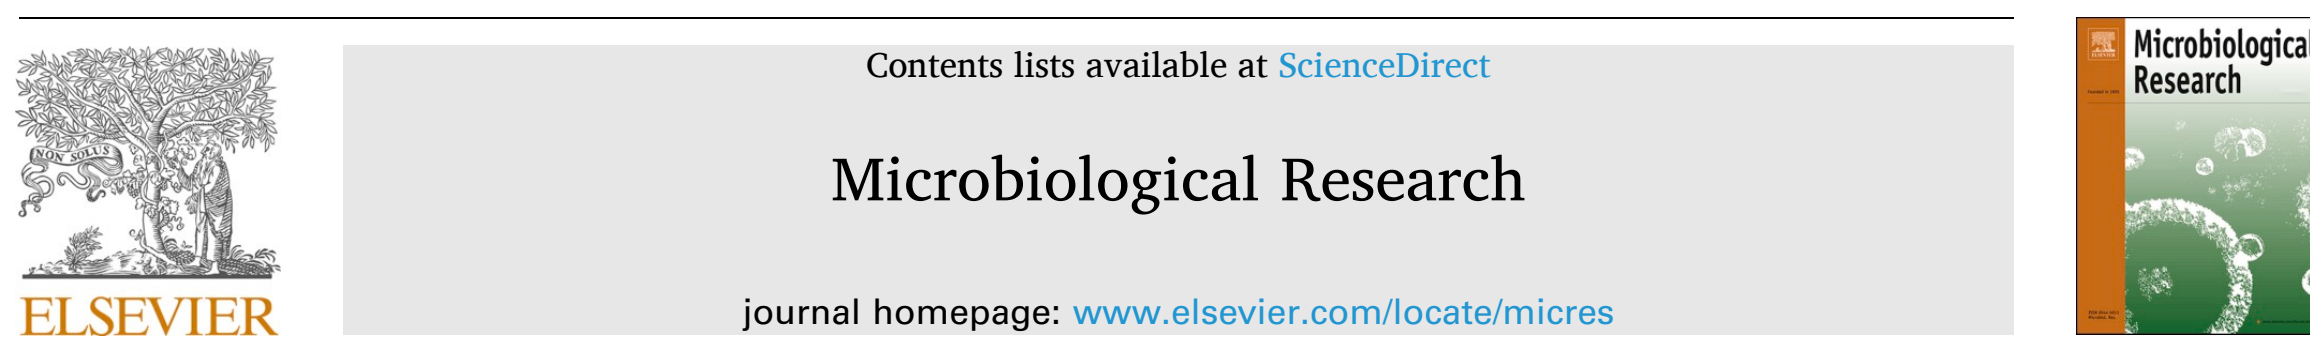 NON SOLUS
ELSEVIER
Contents lists available at ScienceDirect
Microbiological Research
journal homepage: www.elsevier.com/locate/micres
Microbiological
Research